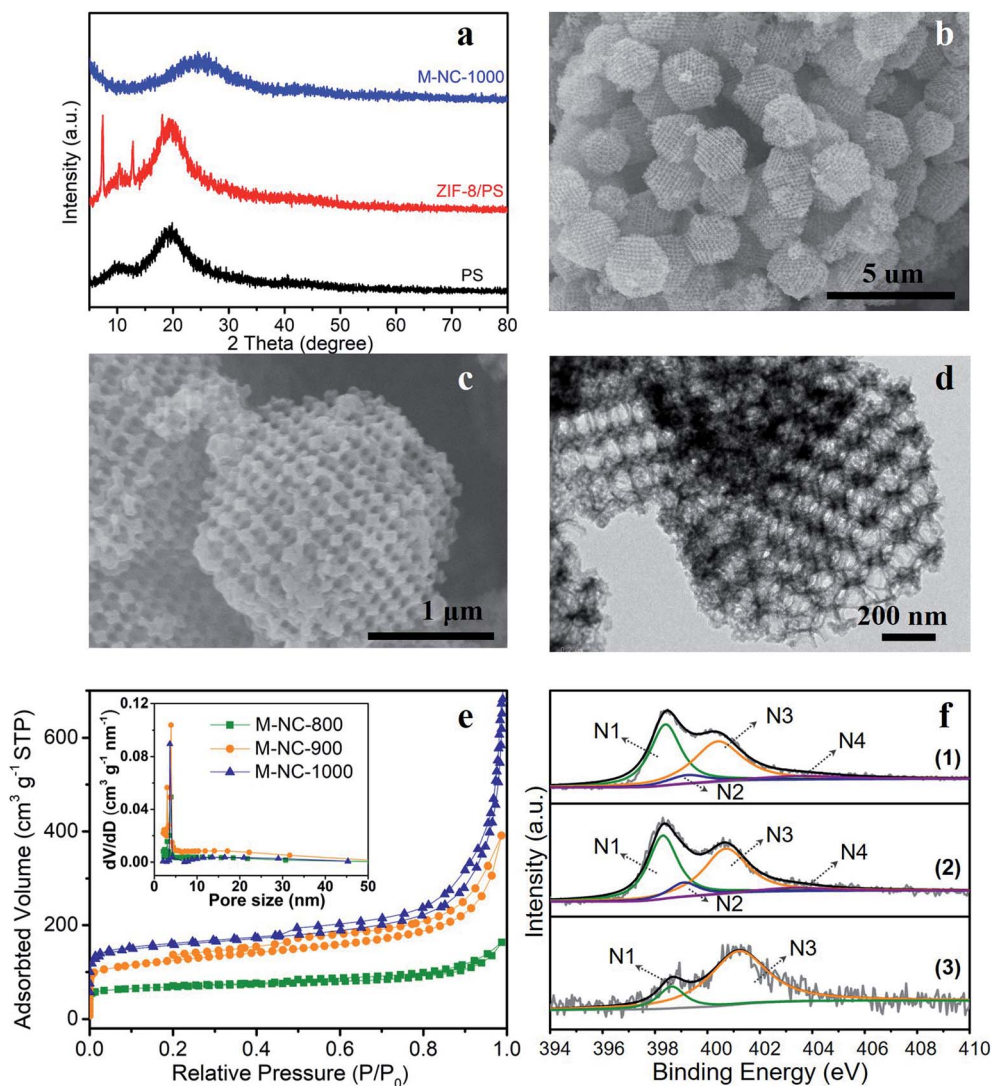 a
M-NC-1000
ZIF-8/PS
PS
Intensity (a.u.)
10 20 30 40 50 60 70 80
2 Theta (degree)
b
5 um
c
1 μm
d
200 nm
e
Adsorbted Volume (cm³ g⁻¹ STP)
600
400
200
0
0.0 0.2 0.4 0.6 0.8 1.0
Relative Pressure (P/P₀)
dV/dD (cm³ g⁻¹ nm⁻¹)
0.12
0.08
0.04
0.00
0 10 20 30 40 50
Pore size (nm)
M-NC-800
M-NC-900
M-NC-1000
f
Intensity (a.u.)
N1
N2
N3
N4
(1)
N1
N2
N3
N4
(2)
N1
N3
(3)
394 396 398 400 402 404 406 408 410
Binding Energy (eV)